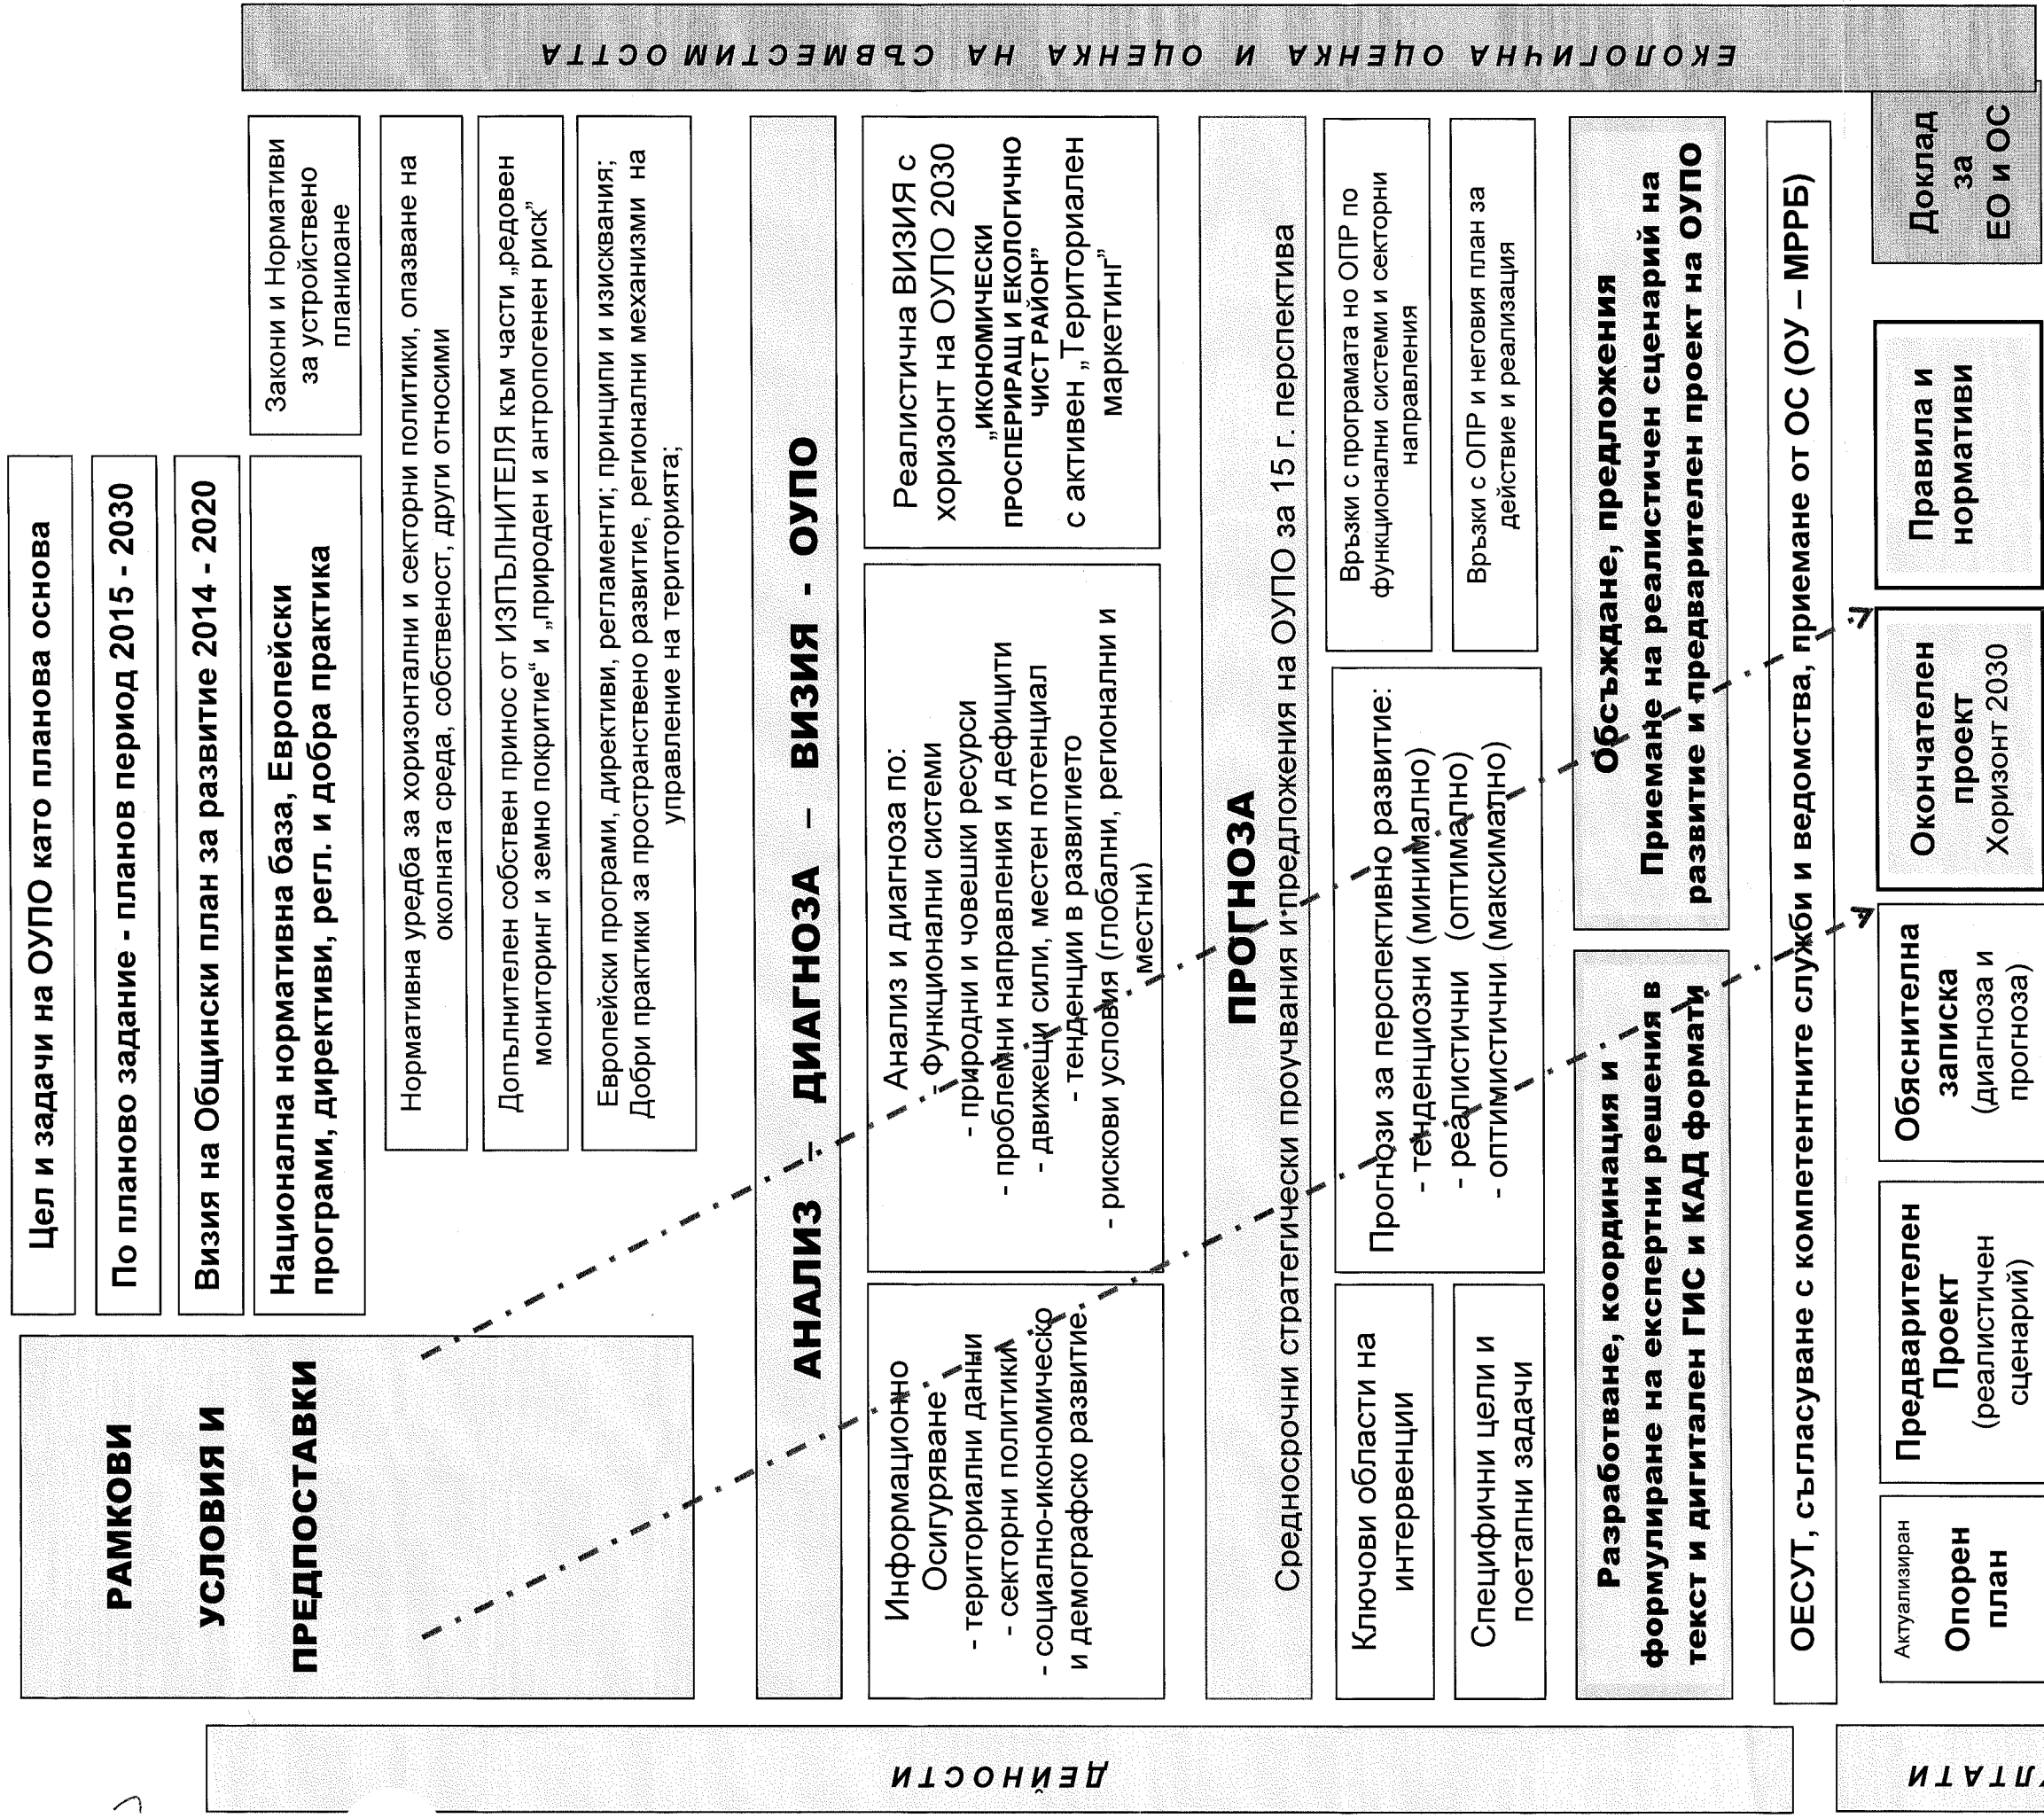 РАМКОВИ
УСЛОВИЯ И
ПРЕДПОСТАВКИ
Цел и задачи на ОУПО като планова основа
По планово задание - планов период 2015 - 2030
Визия на Общински план за развитие 2014 - 2020
Национална нормативна база, Европейски
програми, директиви, регл. и добра практика
Закони и Нормативи
за устройствено
планиране
Нормативна уредба за хоризонтални и секторни политики, опазване на
околната среда, собственост, други относими
Допълнителен собствен принос от ИЗПЪЛНИТЕЛЯ към части „редовен
мониторинг и земно покритие“ и „природен и антропогенен риск”
Европейски програми, директиви, регламенти; принципи и изисквания;
Добри практики за пространствено развитие, регионални механизми на
управление на територията;
АНАЛИЗ – ДИАГНОЗА – ВИЗИЯ - ОУПО
Информационно
Осигуряване
- териториални данни
- секторни политики
- социално-икономическо
и демографско развитие
Анализ и диагноза по:
- Функционални системи
- природни и човешки ресурси
- проблемни направления и дефицити
- движещи сили, местен потенциал
- тенденции в развитието
- рискови условия (глобални, регионални и
местни)
Реалистична ВИЗИЯ с
хоризонт на ОУПО 2030
„ИКОНОМИЧЕСКИ
ПРОСПЕРИРАЩ И ЕКОЛОГИЧНО
ЧИСТ РАЙОН”
с активен „Териториален
маркетинг”
ПРОГНОЗА
Средносрочни стратегически проучвания и предложения на ОУПО за 15 г. перспектива
Ключови области на
интервенции
Специфични цели и
поетапни задачи
Прогнози за перспективно развитие:
- тенденциозни (минимално)
- реалистични (оптимално)
- оптимистични (максимално)
Връзки с програмата но ОПР по
функционални системи и секторни
направления
Връзки с ОПР и неговия план за
действие и реализация
Разработване, координация и
формулиране на експертни решения в
текст и дигитален ГИС и КАД формати
Обсъждане, предложения
Приемане на реалистичен сценарий на
развитие и предварителен проект на ОУПО
ОЕСУТ, съгласуване с компетентните служби и ведомства, приемане от ОС (ОУ – МРРБ)
Актуализиран
Опорен
план
Предварителен
Проект
(реалистичен
сценарий)
Обяснителна
записка
(диагноза и
прогноза)
Окончателен
проект
Хоризонт 2030
Правила и
нормативи
Доклад
за
ЕО и ОС
ЕКОЛОГИЧНА ОЦЕНКА И ОЦЕНКА НА СЪВМЕСТИМОСТТА
ДЕЙНОСТИ
ЛТАТИ